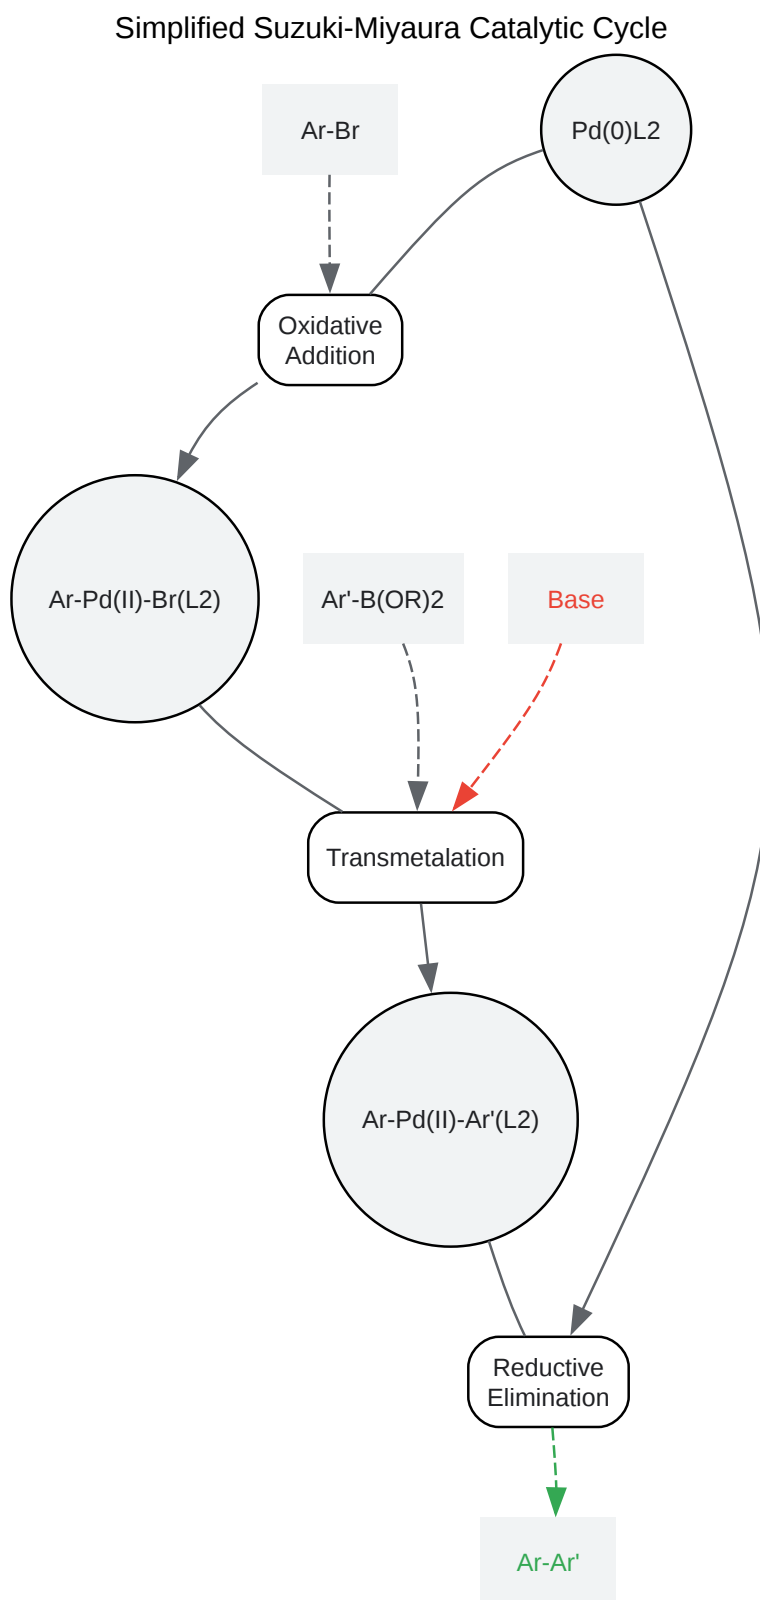 Simplified Suzuki-Miyaura Catalytic Cycle
Ar-Br
Pd(0)L2
Oxidative
Addition
Ar-Pd(II)-Br(L2)
Ar'-B(OR)2
Base
Transmetalation
Ar-Pd(II)-Ar'(L2)
Reductive
Elimination
Ar-Ar'